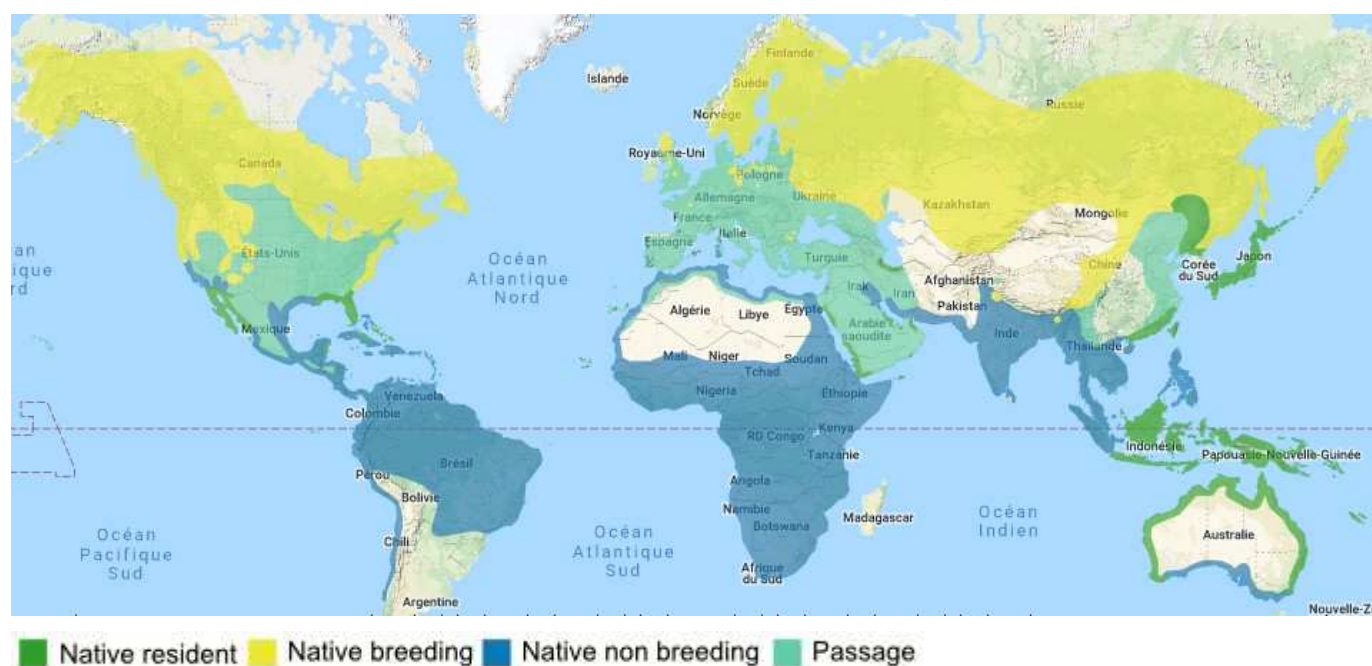 Islande
Finlande
Suède
Norvège
Russie
Royaume-Uni
Canada
Pologne
Allemagne
Ukraine
Kazakhstan
France
Mongolie
États-Unis
Italie
Espagne
Turquie
Océan
Atlantique
Nord
Chine
Japon
Corée
du Sud
Afghanistan
Irak
Iran
Pakistan
Algérie
Libye
Égypte
Mexique
Arabie
saoudite
Inde
Mali
Niger
Soudan
Tchad
Thaïlande
Venezuela
Nigeria
Éthiopie
Colombie
RD Congo
Kenya
Indonésie
Papouasie-Nouvelle-Guinée
Tanzanie
Brésil
Pérou
Bolivie
Angola
Namibie
Botswana
Madagascar
Océan
Indien
Australie
Océan
Pacifique
Sud
Chili
Océan
Atlantique
Sud
Afrique
du Sud
Argentine
Native resident Native breeding Native non breeding Passage